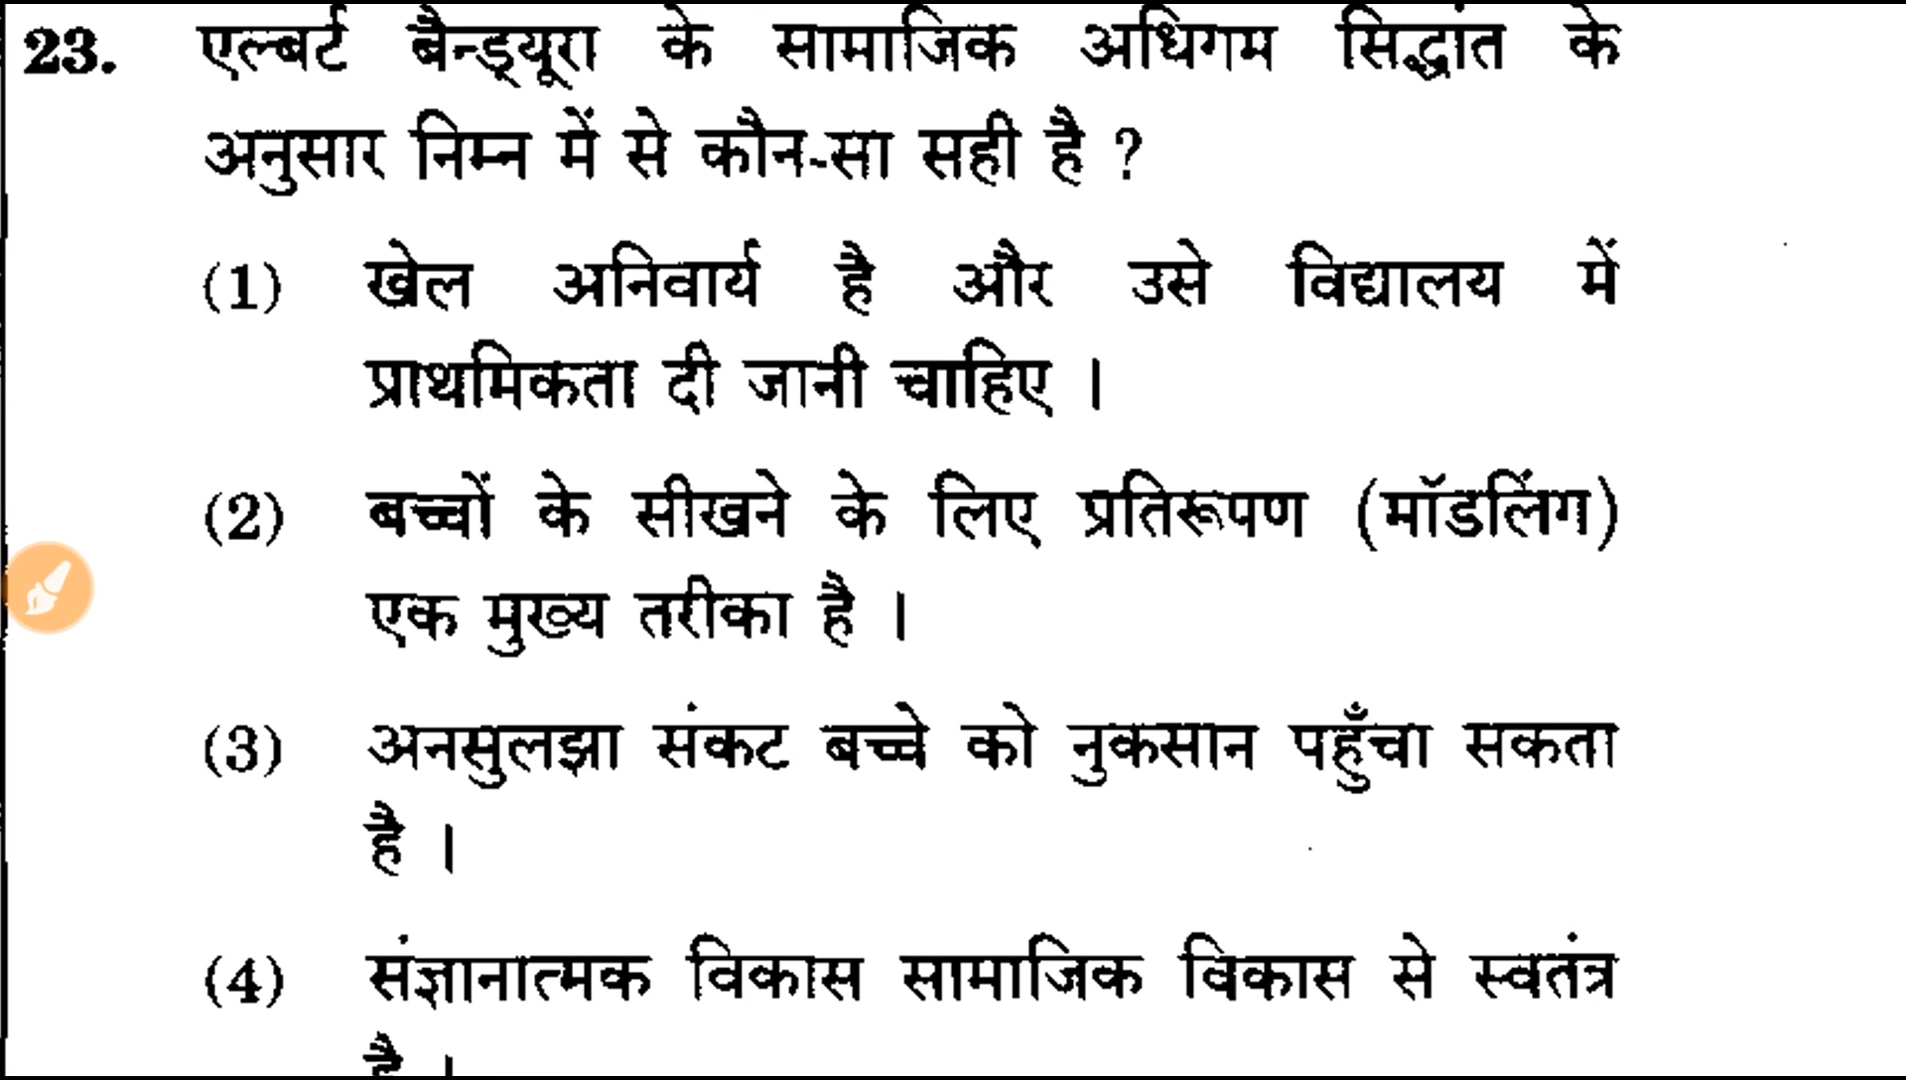 23. एल्बर्ट बैन्ड्यूरा के सामाजिक अधिगम सिद्धांत के
अनुसार निम्न में से कौन-सा सही है ?
(1) खेल अनिवार्य है और उसे विद्यालय में
प्राथमिकता दी जानी चाहिए ।
(2) बच्चों के सीखने के लिए प्रतिरूपण (मॉडलिंग)
एक मुख्य तरीका है ।
(3) अनसुलझा संकट बच्चे को नुकसान पहुँचा सकता
है ।
(4) संज्ञानात्मक विकास सामाजिक विकास से स्वतंत्र
है ।